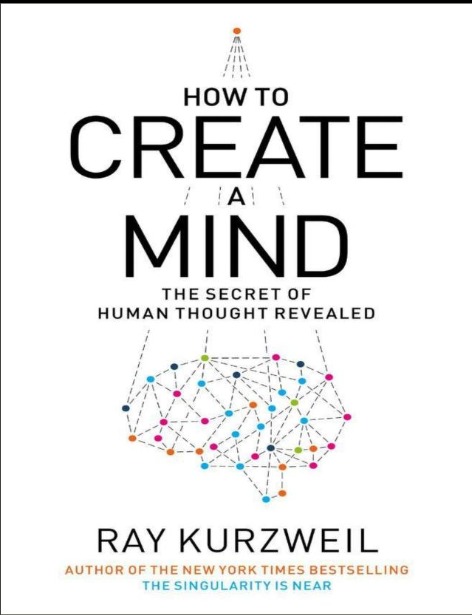 HOW TO
CREATE
A
MIND
THE SECRET OF
HUMAN THOUGHT REVEALED
RAY KURZWEIL
AUTHOR OF THE NEW YORK TIMES BESTSELLING
THE SINGULARITY IS NEAR